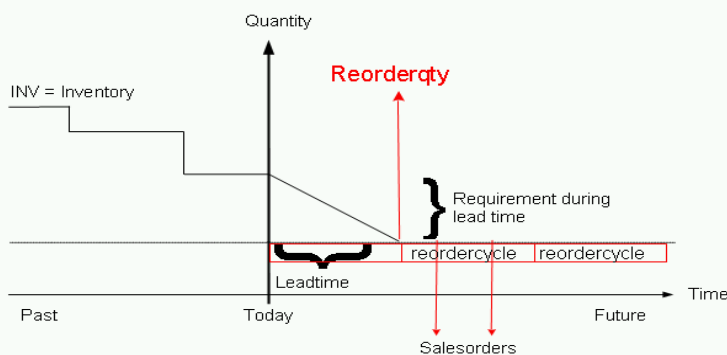 Quantity
Reorderqty
INV = Inventory
Requirement during
lead time
reordercycle reordercycle
Leadtime
Time
Past Today Future
Salesorders